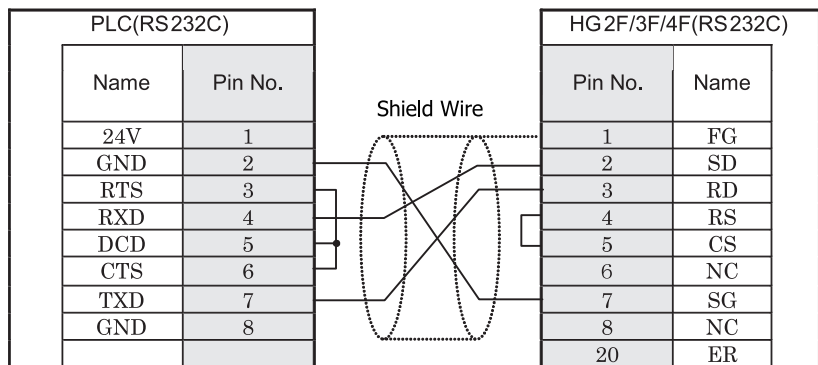 PLC(RS232C) HG2F/3F/4F(RS232C)
Name Pin No. Pin No. Name
Shield Wire
24V 1 1 FG
GND 2 2 SD
RTS 3 3 RD
RXD 4 4 RS
DCD 5 5 CS
CTS 6 6 NC
TXD 7 7 SG
GND 8 8 NC
20 ER